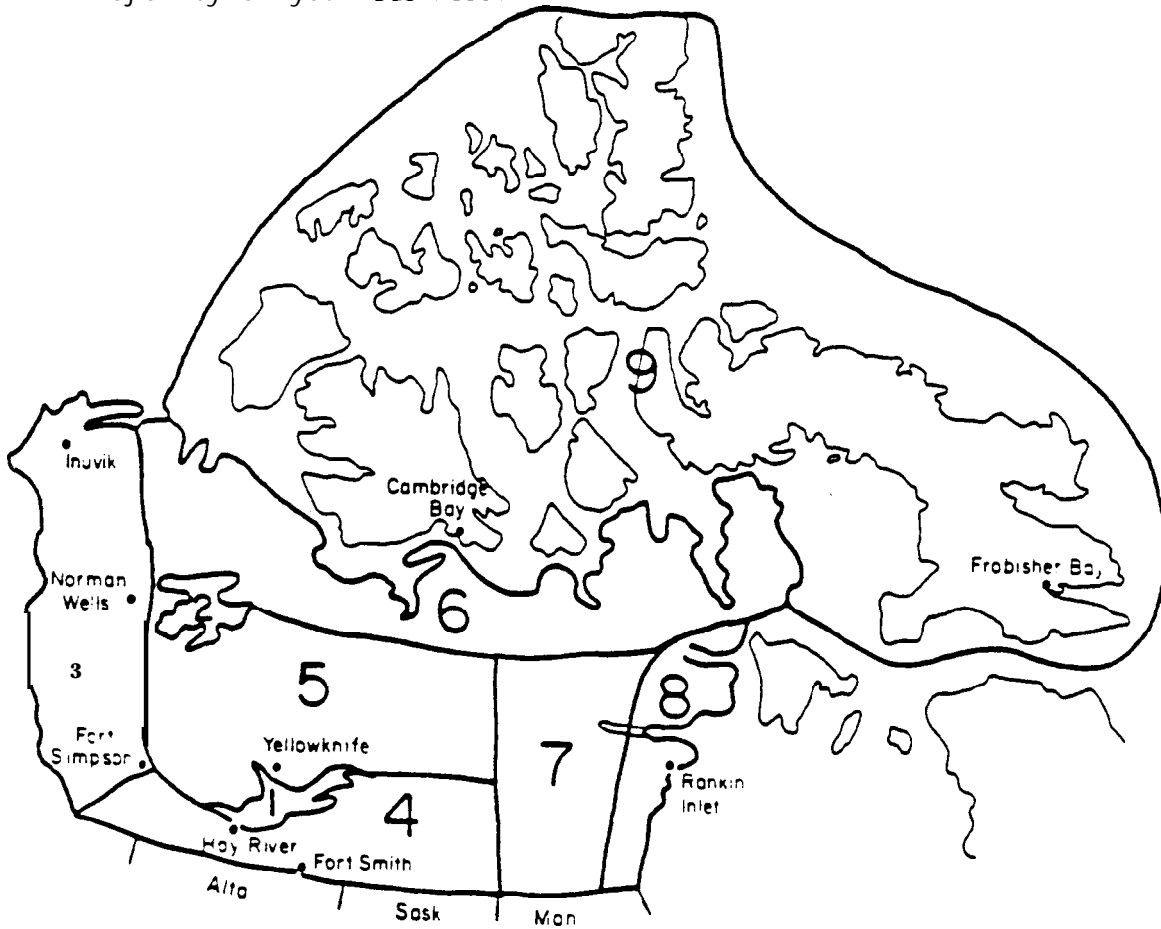 9
Inuvik
Cambridge
Bay
Frobisher Bay
Norman
Wells
6
3
5
8
Fort
Simpson
Yellowknife
7
Rankin
Inlet
1
4
Hay River
Fort Smith
Alta
Sask
Man